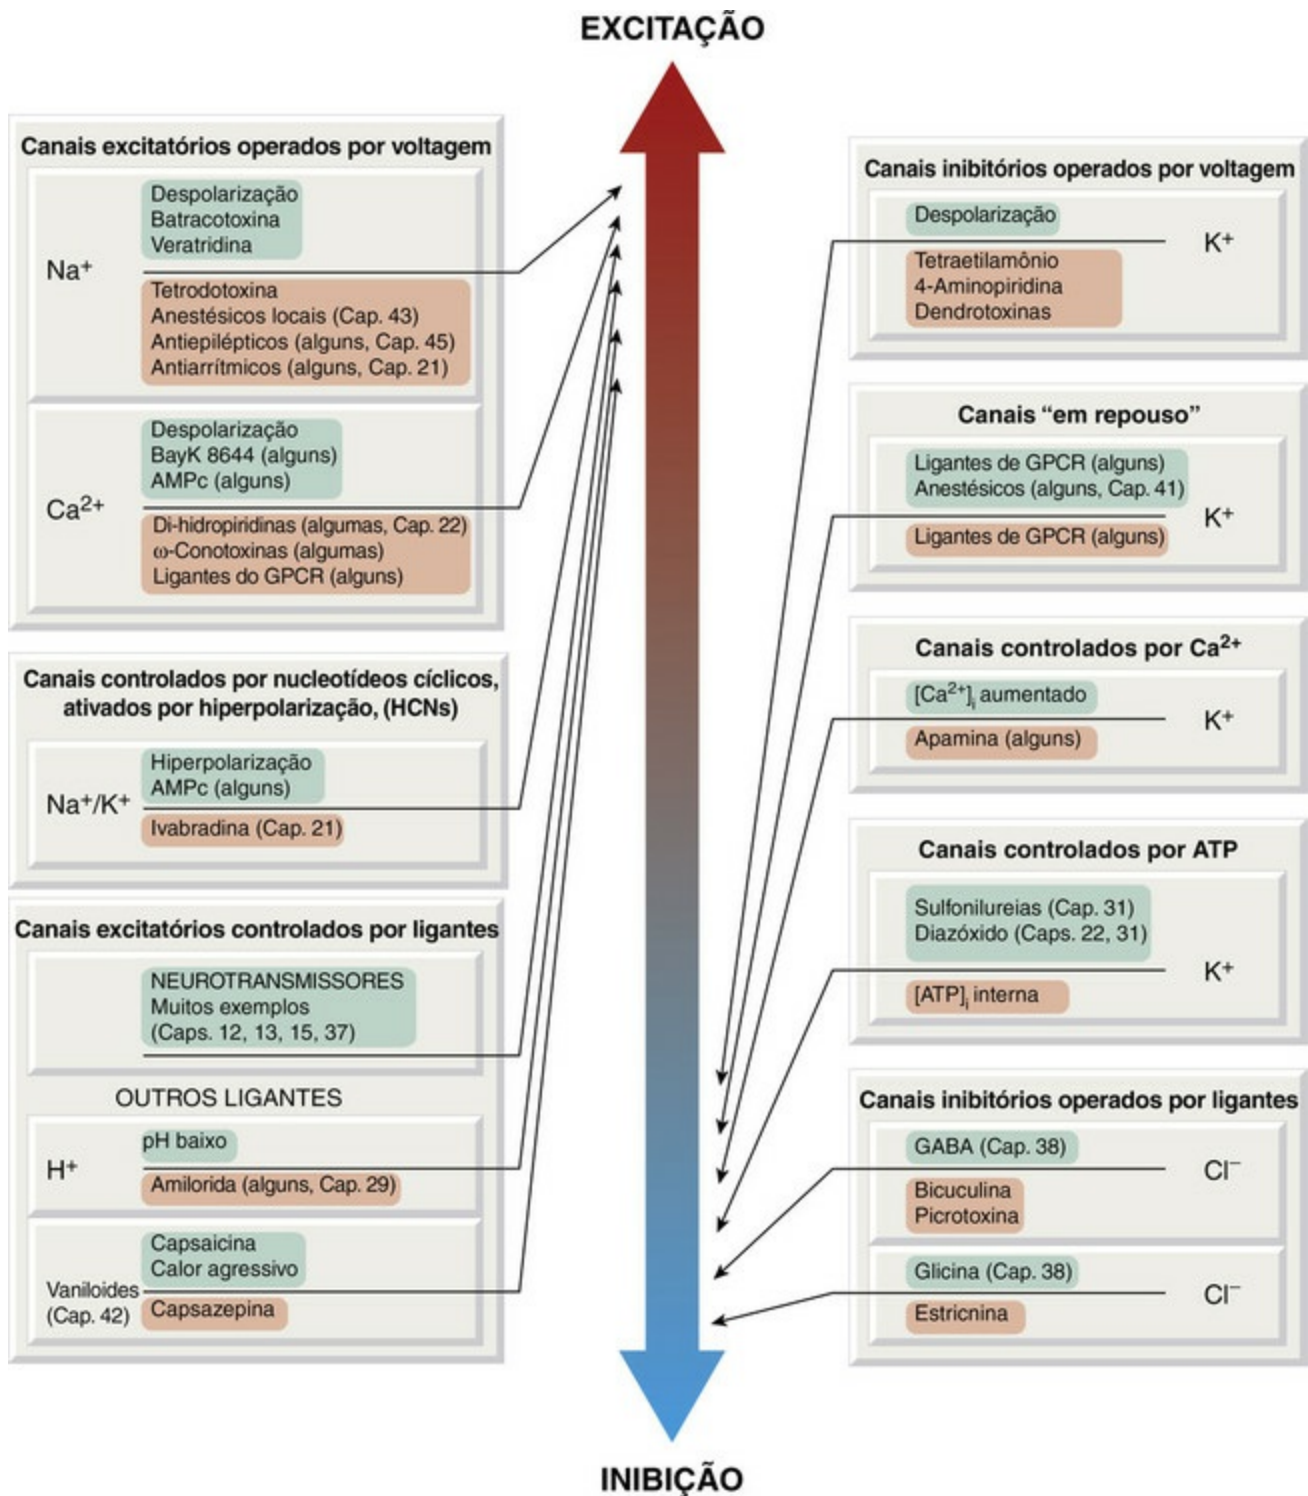 EXCITAÇÃO
Canais excitatórios operados por voltagem
Despolarização
Batracotoxina
Veratridina
Na⁺
Tetrodotoxina
Anestésicos locais (Cap. 43)
Antiepilépticos (alguns, Cap. 45)
Antiarrítmicos (alguns, Cap. 21)
Despolarização
BayK 8644 (alguns)
AMPc (alguns)
Ca²⁺
Di-hidropiridinas (algumas, Cap. 22)
ω-Conotoxinas (algumas)
Ligantes do GPCR (alguns)
Canais controlados por nucleotídeos cíclicos,
ativados por hiperpolarização, (HCNs)
Hiperpolarização
AMPc (alguns)
Na⁺/K⁺
Ivabradina (Cap. 21)
Canais excitatórios controlados por ligantes
NEUROTRANSMISSORES
Muitos exemplos
(Caps. 12, 13, 15, 37)
OUTROS LIGANTES
pH baixo
H⁺
Amilorida (alguns, Cap. 29)
Capsaicina
Calor agressivo
Vaniloides
(Cap. 42)
Capsazepina
Canais inibitórios operados por voltagem
Despolarização
K⁺
Tetraetilamônio
4-Aminopiridina
Dendrotoxinas
Canais “em repouso”
Ligantes de GPCR (alguns)
Anestésicos (alguns, Cap. 41)
K⁺
Ligantes de GPCR (alguns)
Canais controlados por Ca²⁺
[Ca²⁺]ᵢ aumentado
K⁺
Apamina (alguns)
Canais controlados por ATP
Sulfonilureias (Cap. 31)
Diazóxido (Caps. 22, 31)
K⁺
[ATP]ᵢ interna
Canais inibitórios operados por ligantes
GABA (Cap. 38)
Cl⁻
Bicuculina
Picrotoxina
Glicina (Cap. 38)
Cl⁻
Estricnina
INIBIÇÃO